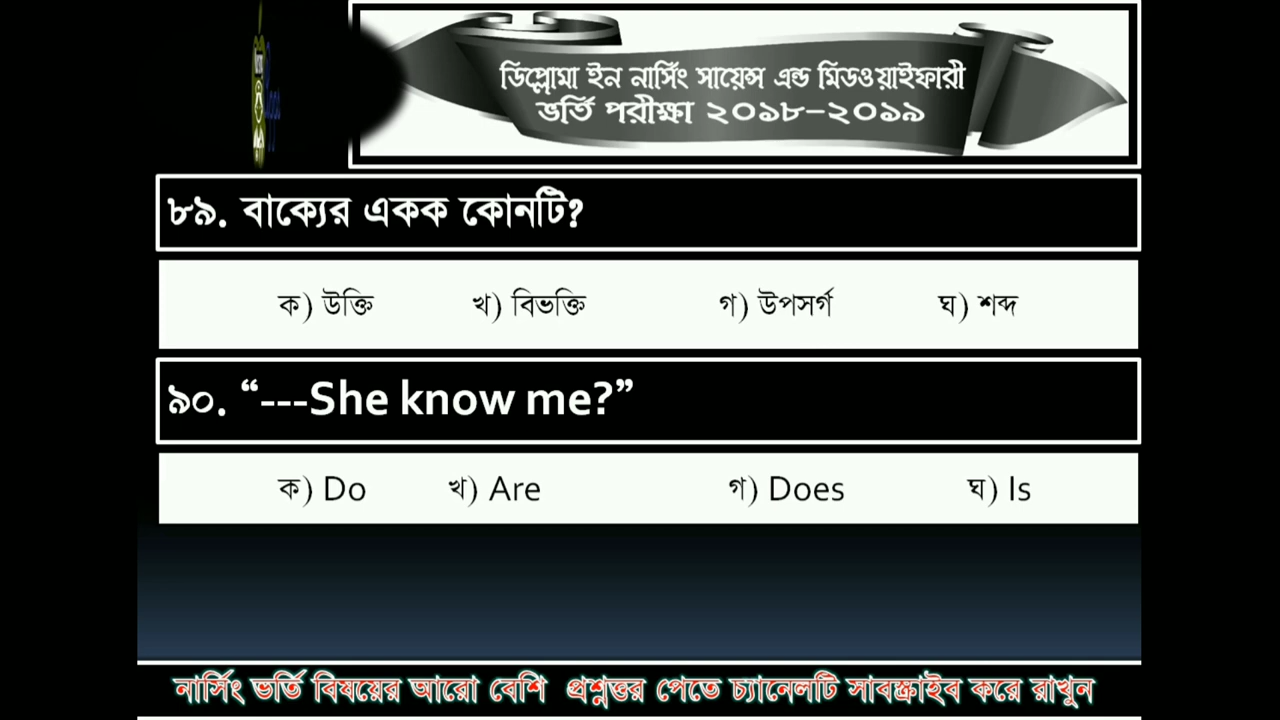 ডিপ্লোমা ইন নার্সিং সায়েন্স এন্ড মিডওয়াইফারী
ভর্তি পরীক্ষা ২০১৮-২০১৯
৮৯. বাক্যের একক কোনটি?
ক) উক্তি খ) বিভক্তি গ) উপসর্গ ঘ) শব্দ
৯০. “---She know me?”
ক) Do খ) Are গ) Does ঘ) Is
নার্সিং ভর্তি বিষয়ের আরো বেশি প্রশ্নত্তর পেতে চ্যানেলটি সাবস্ক্রাইব করে রাখুন